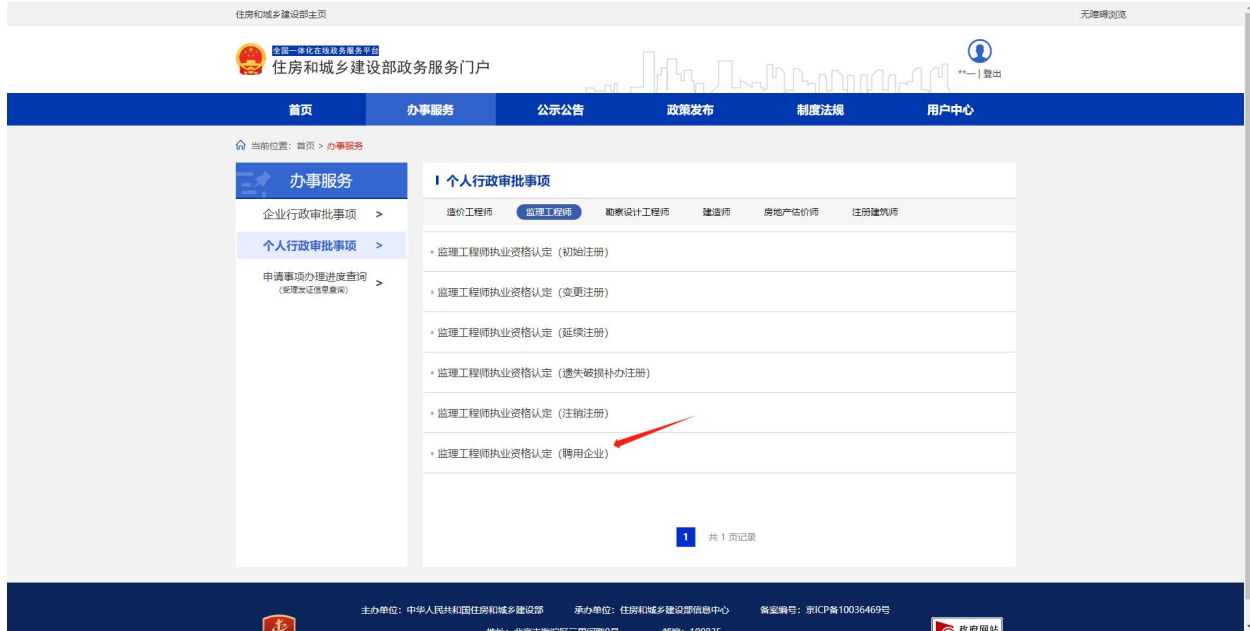 住房和城乡建设部主页 无障碍浏览
全国一体化在线政务服务平台
住房和城乡建设部政务服务门户
**一 | 登出
首页 办事服务 公示公告 政策发布 制度法规 用户中心
当前位置：首页 > 办事服务
办事服务
企业行政审批事项 >
个人行政审批事项 >
申请事项办理进度查询 >
(受理发证信息查询)
个人行政审批事项
造价工程师 监理工程师 勘察设计工程师 建造师 房地产估价师 注册建筑师
监理工程师执业资格认定（初始注册）
监理工程师执业资格认定（变更注册）
监理工程师执业资格认定（延续注册）
监理工程师执业资格认定（遗失破损补办注册）
监理工程师执业资格认定（注销注册）
监理工程师执业资格认定（聘用企业）
1 共 1 页记录
主办单位：中华人民共和国住房和城乡建设部 承办单位：住房和城乡建设部信息中心 备案编号：京ICP备10036469号
政府网站